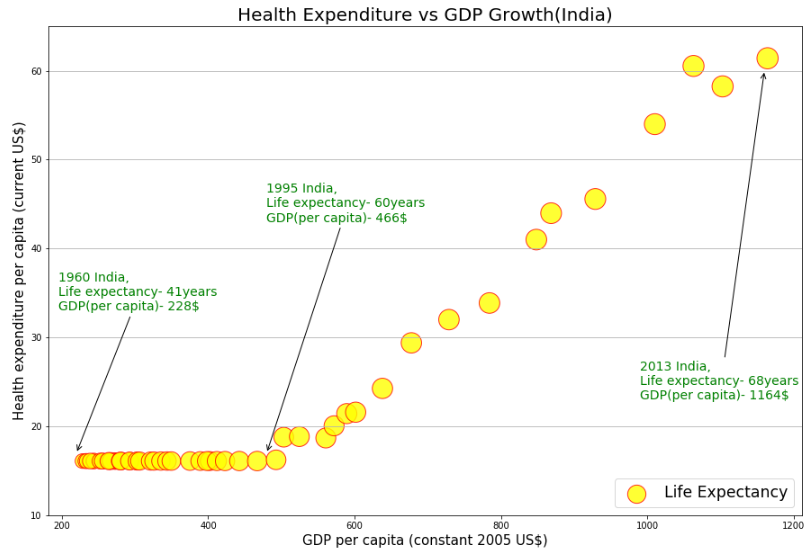 Health Expenditure vs GDP Growth(India)
Health expenditure per capita (current US$)
60
50
40
30
20
10
1995 India,
Life expectancy- 60years
GDP(per capita)- 466$
1960 India,
Life expectancy- 41years
GDP(per capita)- 228$
2013 India,
Life expectancy- 68years
GDP(per capita)- 1164$
Life Expectancy
200
400
600
800
1000
1200
GDP per capita (constant 2005 US$)